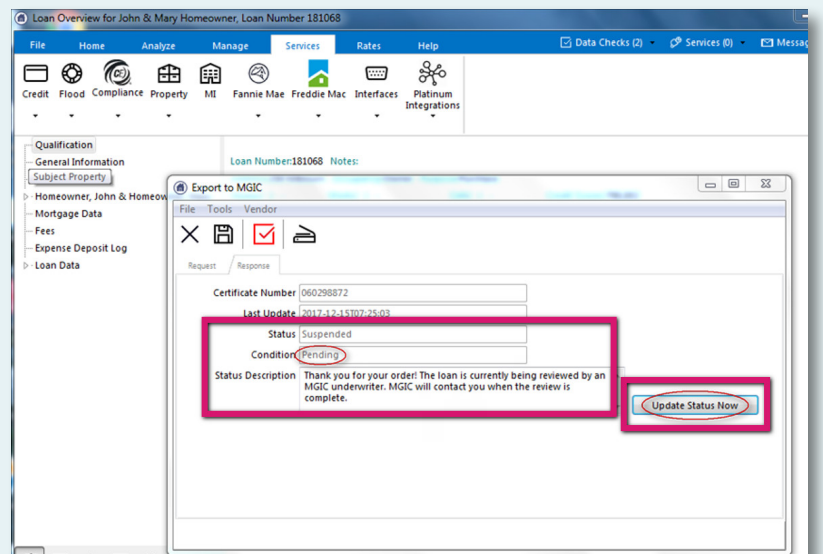 Loan Overview for John & Mary Homeowner, Loan Number 181068
File Home Analyze Manage Services Rates Help Data Checks (2) Services (0) Messag
Credit Flood Compliance Property MI Fannie Mae Freddie Mac Interfaces Platinum Integrations
Qualification
General Information
Loan Number:181068 Notes:
Subject Property
Homeowner, John & Homeow
Mortgage Data
Fees
Expense Deposit Log
Loan Data
Export to MGIC
File Tools Vendor
Request Response
Certificate Number 060298872
Last Update 2017-12-15T07:25:03
Status Suspended
Condition Pending
Status Description Thank you for your order! The loan is currently being reviewed by an
MGIC underwriter. MGIC will contact you when the review is
complete.
Update Status Now